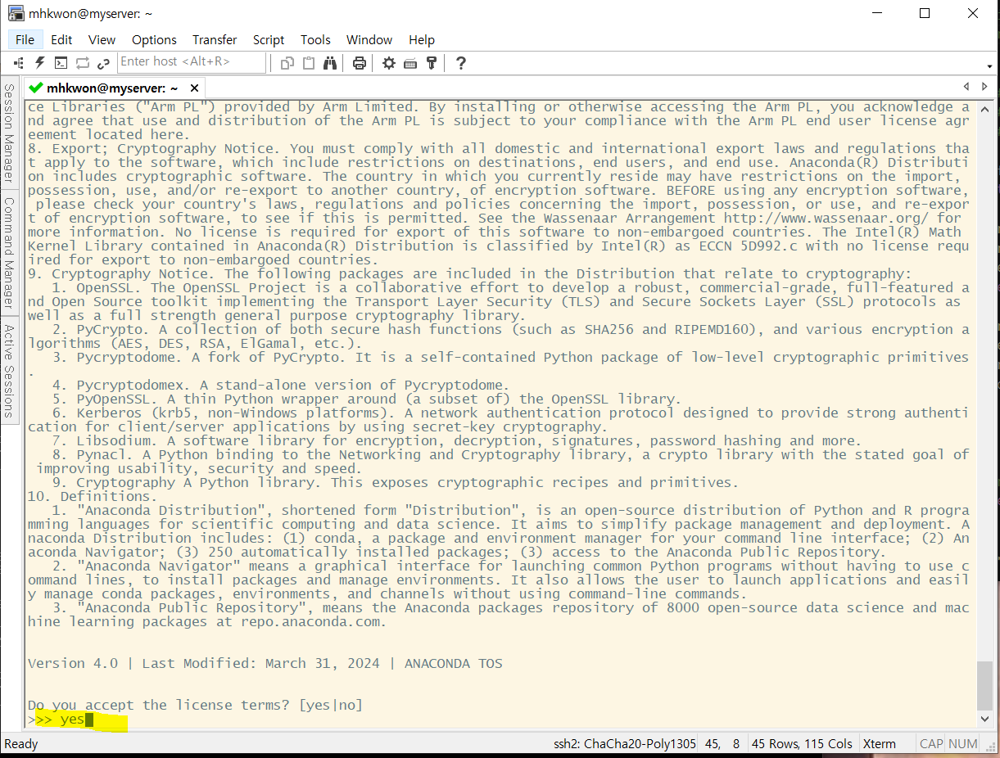 mhkwon@myserver: ~
File Edit View Options Transfer Script Tools Window Help
Enter host <Alt+R>
mhkwon@myserver: ~
Session Manager
Command Manager
Active Sessions
ce Libraries ("Arm PL") provided by Arm Limited. By installing or otherwise accessing the Arm PL, you acknowledge a
nd agree that use and distribution of the Arm PL is subject to your compliance with the Arm PL end user license agr
eement located here.
8. Export; Cryptography Notice. You must comply with all domestic and international export laws and regulations tha
t apply to the software, which include restrictions on destinations, end users, and end use. Anaconda(R) Distributi
on includes cryptographic software. The country in which you currently reside may have restrictions on the import,
possession, use, and/or re-export to another country, of encryption software. BEFORE using any encryption software,
 please check your country's laws, regulations and policies concerning the import, possession, or use, and re-expor
t of encryption software, to see if this is permitted. See the Wassenaar Arrangement http://www.wassenaar.org/ for
more information. No license is required for export of this software to non-embargoed countries. The Intel(R) Math
Kernel Library contained in Anaconda(R) Distribution is classified by Intel(R) as ECCN 5D992.c with no license requ
ired for export to non-embargoed countries.
9. Cryptography Notice. The following packages are included in the Distribution that relate to cryptography:
   1. OpenSSL. The OpenSSL Project is a collaborative effort to develop a robust, commercial-grade, full-featured a
nd Open Source toolkit implementing the Transport Layer Security (TLS) and Secure Sockets Layer (SSL) protocols as
well as a full strength general purpose cryptography library.
   2. PyCrypto. A collection of both secure hash functions (such as SHA256 and RIPEMD160), and various encryption a
lgorithms (AES, DES, RSA, ElGamal, etc.).
   3. Pycryptodome. A fork of PyCrypto. It is a self-contained Python package of low-level cryptographic primitives
.
   4. Pycryptodomex. A stand-alone version of Pycryptodome.
   5. PyOpenSSL. A thin Python wrapper around (a subset of) the OpenSSL library.
   6. Kerberos (krb5, non-Windows platforms). A network authentication protocol designed to provide strong authenti
cation for client/server applications by using secret-key cryptography.
   7. Libsodium. A software library for encryption, decryption, signatures, password hashing and more.
   8. Pynacl. A Python binding to the Networking and Cryptography library, a crypto library with the stated goal of
 improving usability, security and speed.
   9. Cryptography A Python library. This exposes cryptographic recipes and primitives.
10. Definitions.
   1. "Anaconda Distribution", shortened form "Distribution", is an open-source distribution of Python and R progra
mming languages for scientific computing and data science. It aims to simplify package management and deployment. A
naconda Distribution includes: (1) conda, a package and environment manager for your command line interface; (2) An
aconda Navigator; (3) 250 automatically installed packages; (3) access to the Anaconda Public Repository.
   2. "Anaconda Navigator" means a graphical interface for launching common Python programs without having to use c
ommand lines, to install packages and manage environments. It also allows the user to launch applications and easil
y manage conda packages, environments, and channels without using command-line commands.
   3. "Anaconda Public Repository", means the Anaconda packages repository of 8000 open-source data science and mac
hine learning packages at repo.anaconda.com.
Version 4.0 | Last Modified: March 31, 2024 | ANACONDA TOS
Do you accept the license terms? [yes|no]
>>> yes
Ready ssh2: ChaCha20-Poly1305 45, 8 45 Rows, 115 Cols Xterm CAP NUM